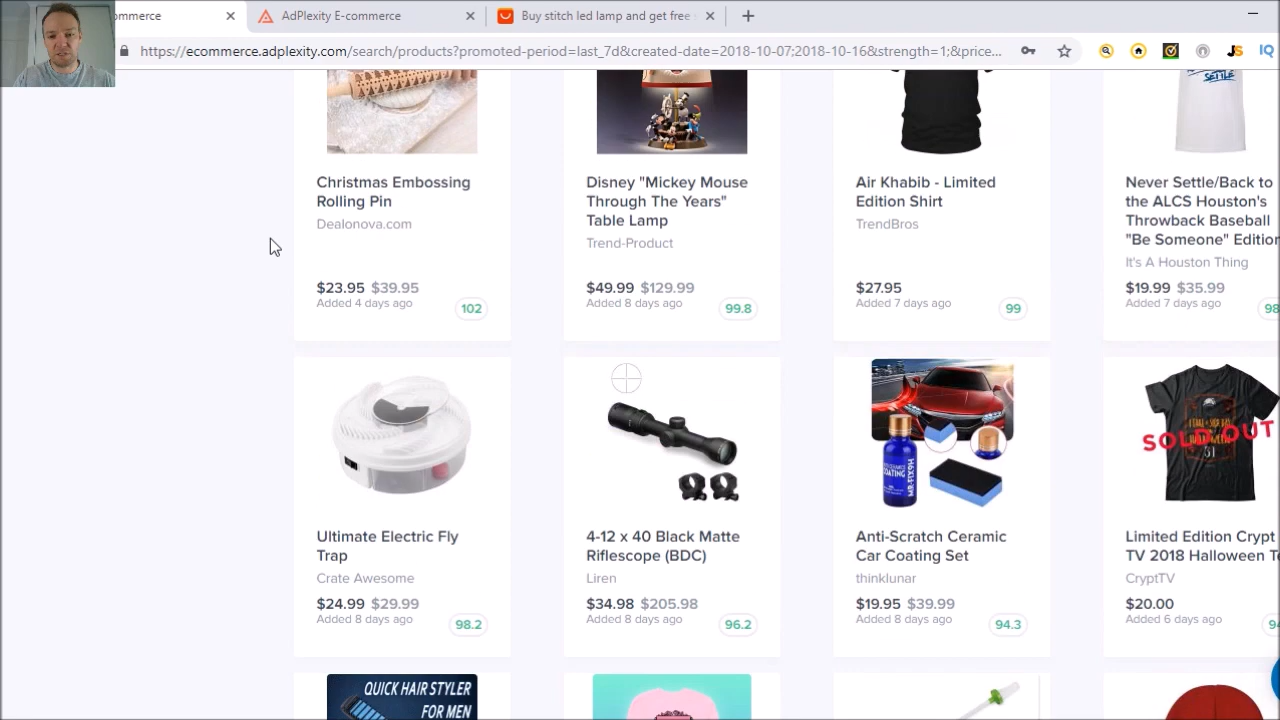 ommerce
AdPlexity E-commerce
Buy stitch led lamp and get free s
https://ecommerce.adplexity.com/search/products?promoted-period=last_7d&created-date=2018-10-07;2018-10-16&strength=1;&price...
JS
IQ
SETTLE
Christmas Embossing
Rolling Pin
Dealonova.com
$23.95 $39.95
Added 4 days ago
102
Disney "Mickey Mouse
Through The Years"
Table Lamp
Trend-Product
$49.99 $129.99
Added 8 days ago
99.8
Air Khabib - Limited
Edition Shirt
TrendBros
$27.95
Added 7 days ago
99
Never Settle/Back to
the ALCS Houston's
Throwback Baseball
"Be Someone" Edition
It's A Houston Thing
$19.99 $35.99
Added 7 days ago
98
Ultimate Electric Fly
Trap
Crate Awesome
$24.99 $29.99
Added 8 days ago
98.2
4-12 x 40 Black Matte
Riflescope (BDC)
Liren
$34.98 $205.98
Added 8 days ago
96.2
COATING
MR-FIX9H
Anti-Scratch Ceramic
Car Coating Set
thinklunar
$19.95 $39.99
Added 8 days ago
94.3
SOLD OUT
31
Limited Edition Crypt
TV 2018 Halloween T
CryptTV
$20.00
Added 6 days ago
94
QUICK HAIR STYLER
FOR MEN